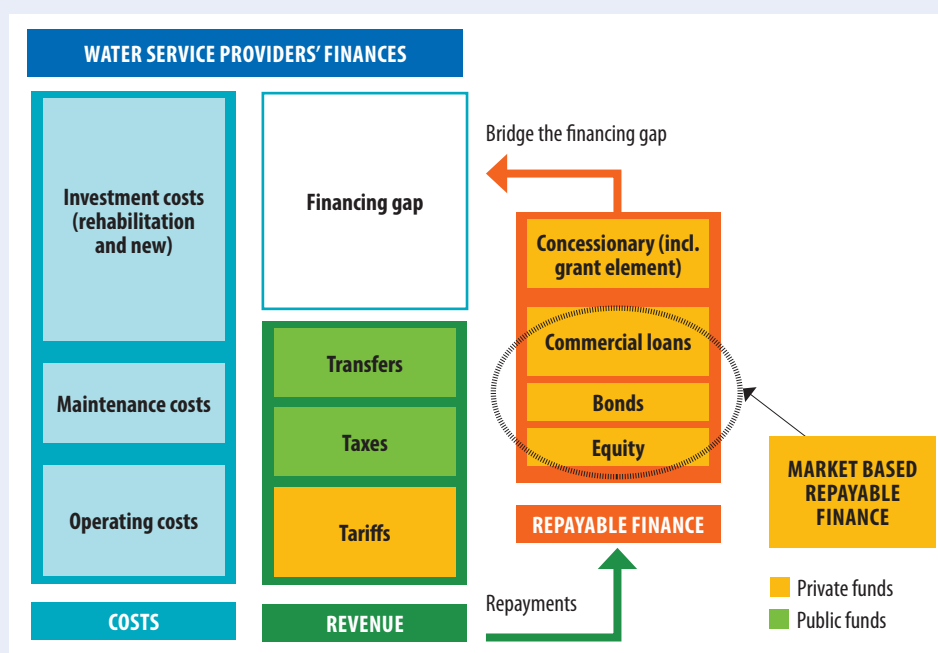 WATER SERVICE PROVIDERS' FINANCES
Investment costs
(rehabilitation
and new)
Maintenance costs
Operating costs
COSTS
Financing gap
Transfers
Taxes
Tariffs
REVENUE
Bridge the financing gap
Concessionary (incl.
grant element)
Commercial loans
Bonds
Equity
REPAYABLE FINANCE
Repayments
MARKET BASED
REPAYABLE
FINANCE
Private funds
Public funds